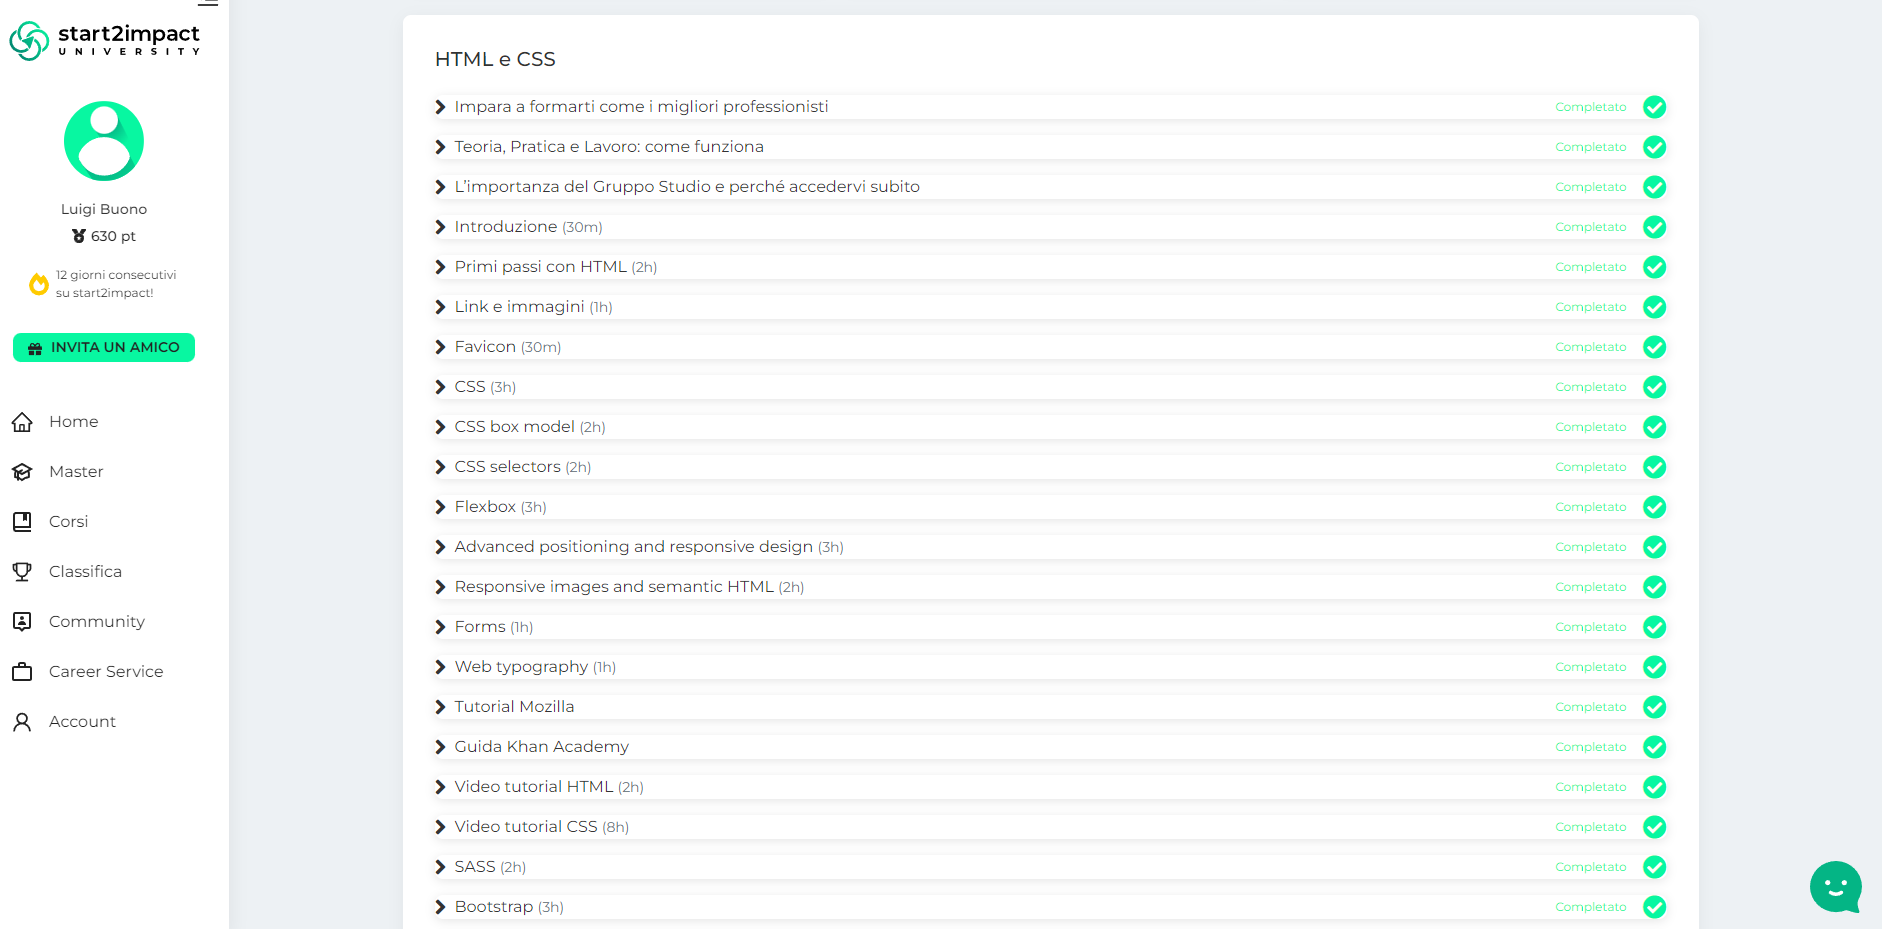 start2impact
UNIVERSITY
Luigi Buono
630 pt
12 giorni consecutivi
su start2impact!
INVITA UN AMICO
Home
Master
Corsi
Classifica
Community
Career Service
Account
HTML e CSS
Impara a formarti come i migliori professionisti Completato
Teoria, Pratica e Lavoro: come funziona Completato
L’importanza del Gruppo Studio e perché accedervi subito Completato
Introduzione (30m) Completato
Primi passi con HTML (2h) Completato
Link e immagini (1h) Completato
Favicon (30m) Completato
CSS (3h) Completato
CSS box model (2h) Completato
CSS selectors (2h) Completato
Flexbox (3h) Completato
Advanced positioning and responsive design (3h) Completato
Responsive images and semantic HTML (2h) Completato
Forms (1h) Completato
Web typography (1h) Completato
Tutorial Mozilla Completato
Guida Khan Academy Completato
Video tutorial HTML (2h) Completato
Video tutorial CSS (8h) Completato
SASS (2h) Completato
Bootstrap (3h) Completato